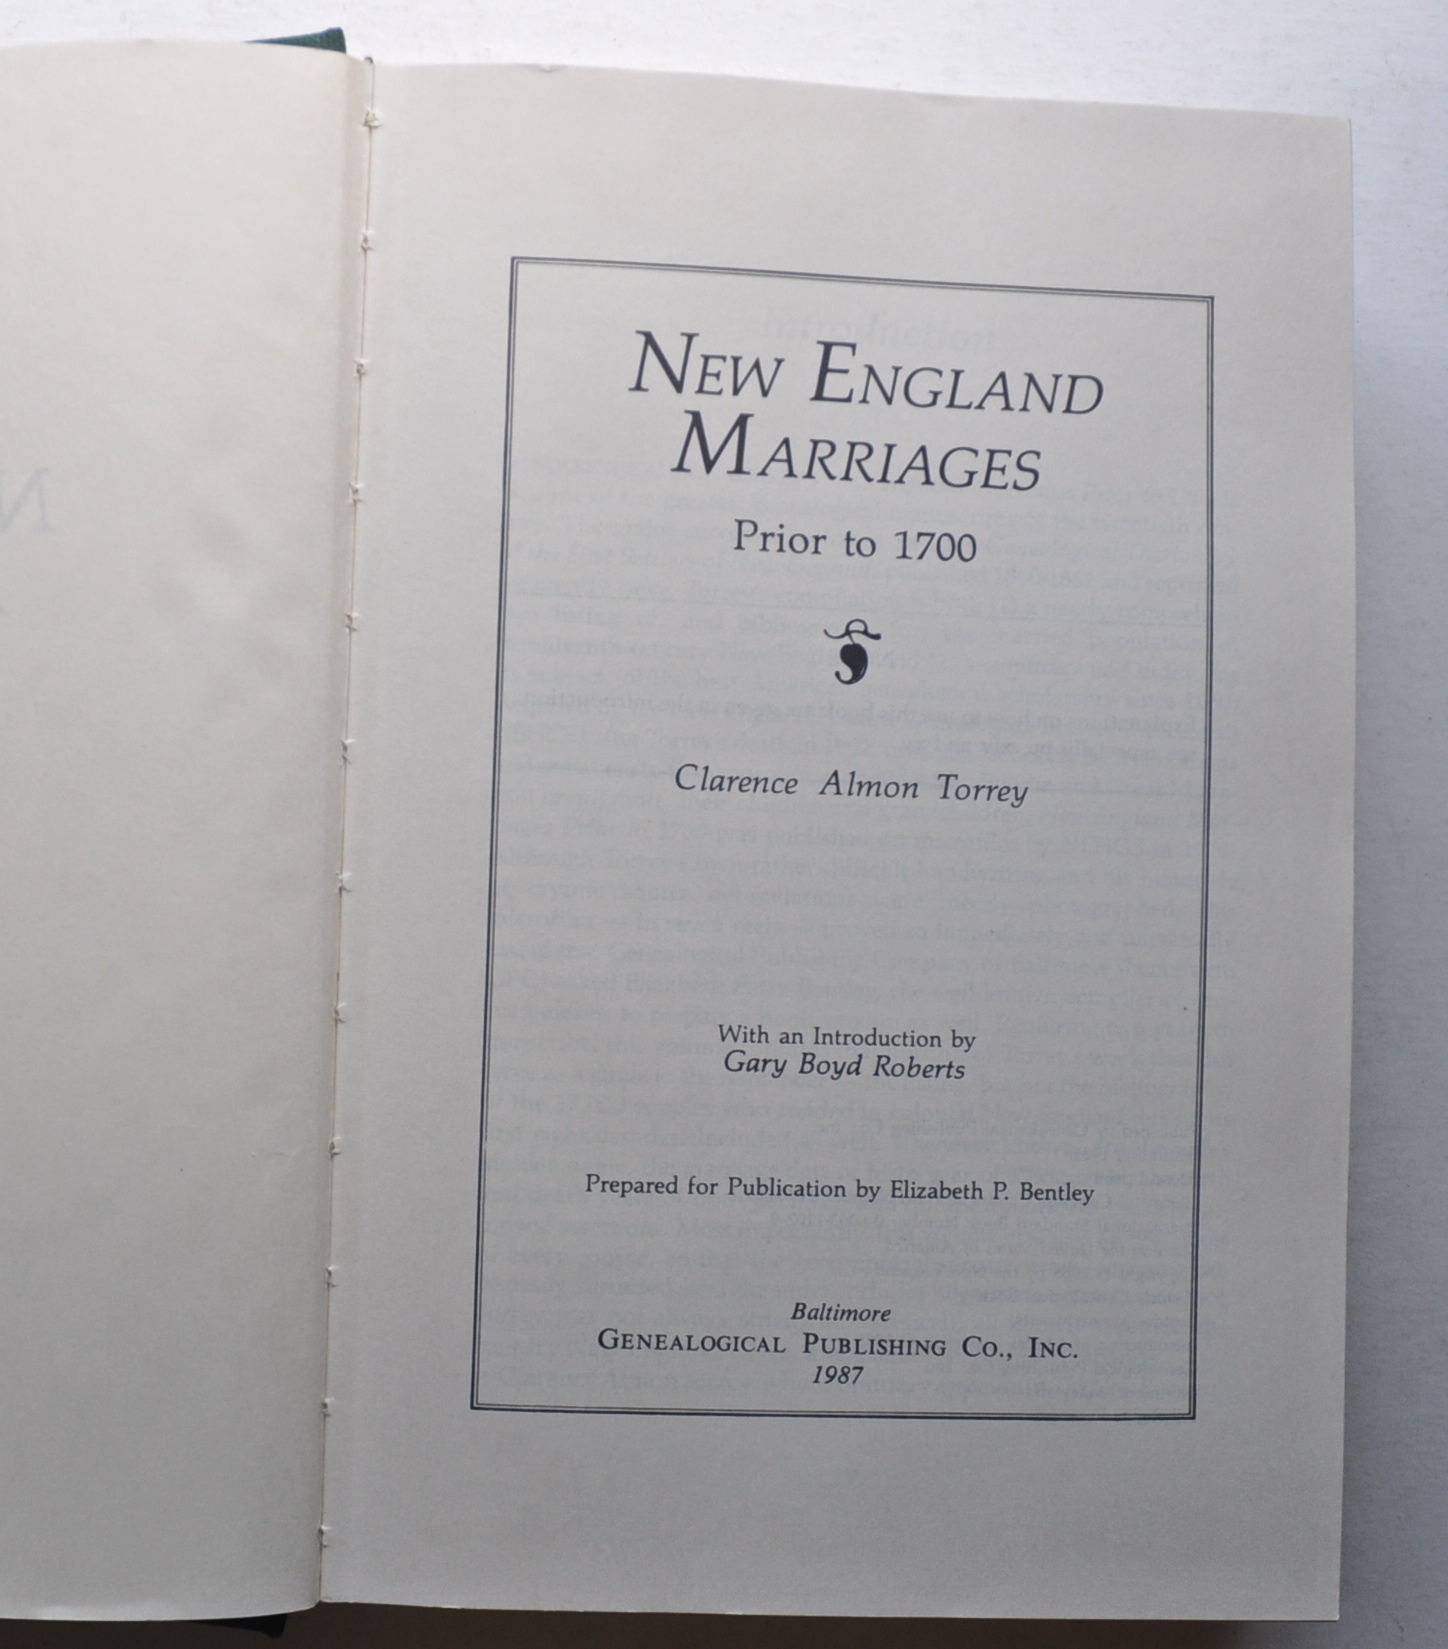 NEW ENGLAND
MARRIAGES
Prior to 1700
Clarence Almon Torrey
With an Introduction by
Gary Boyd Roberts
Prepared for Publication by Elizabeth P. Bentley
Baltimore
GENEALOGICAL PUBLISHING CO., INC.
1987